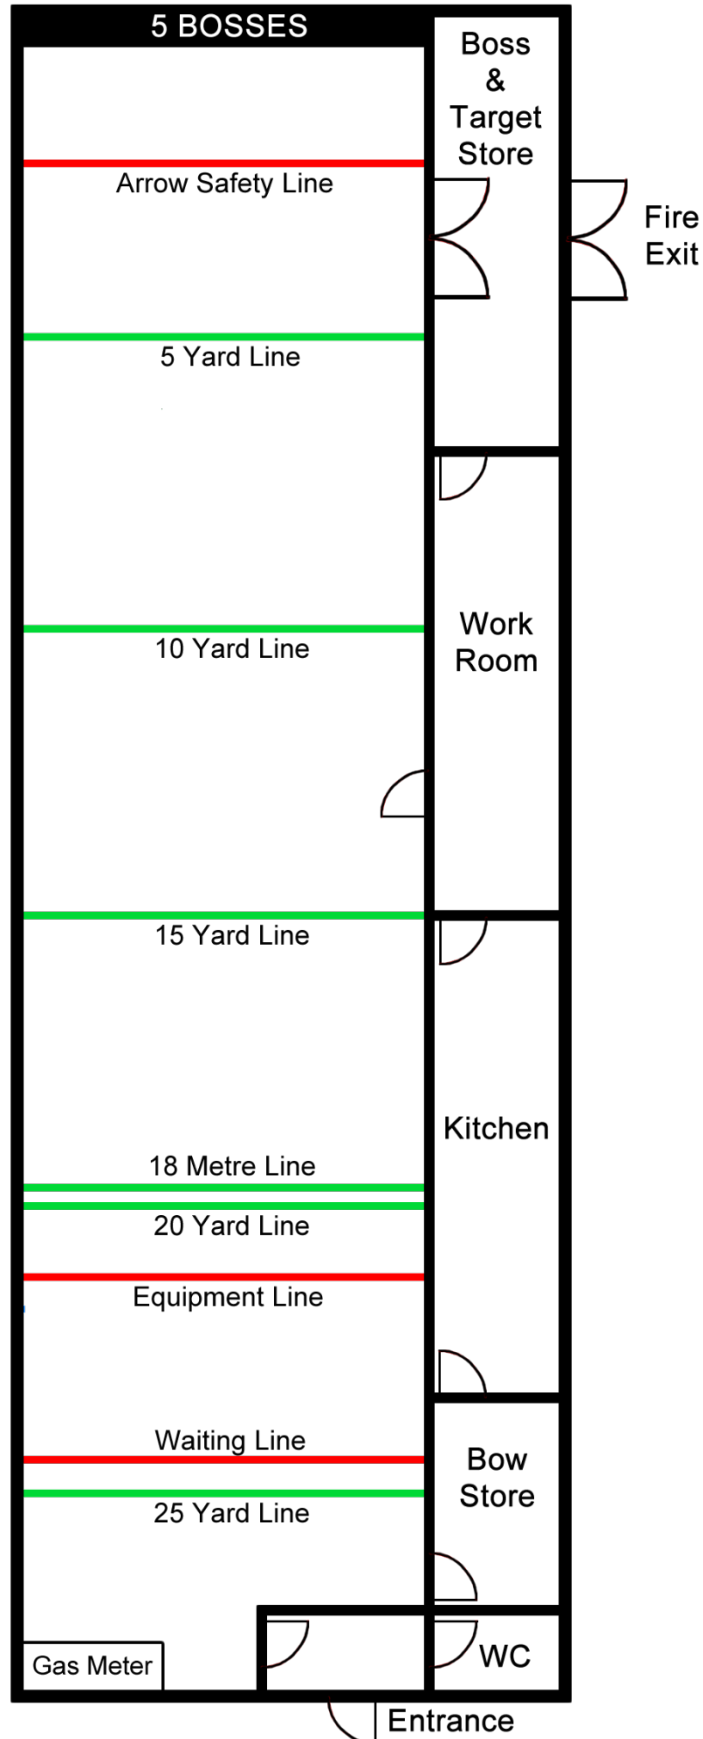 5 BOSSES
Boss
&
Target
Store
Arrow Safety Line
Fire
Exit
5 Yard Line
Work
Room
10 Yard Line
15 Yard Line
Kitchen
18 Metre Line
20 Yard Line
Equipment Line
Waiting Line
Bow
Store
25 Yard Line
Gas Meter
WC
Entrance